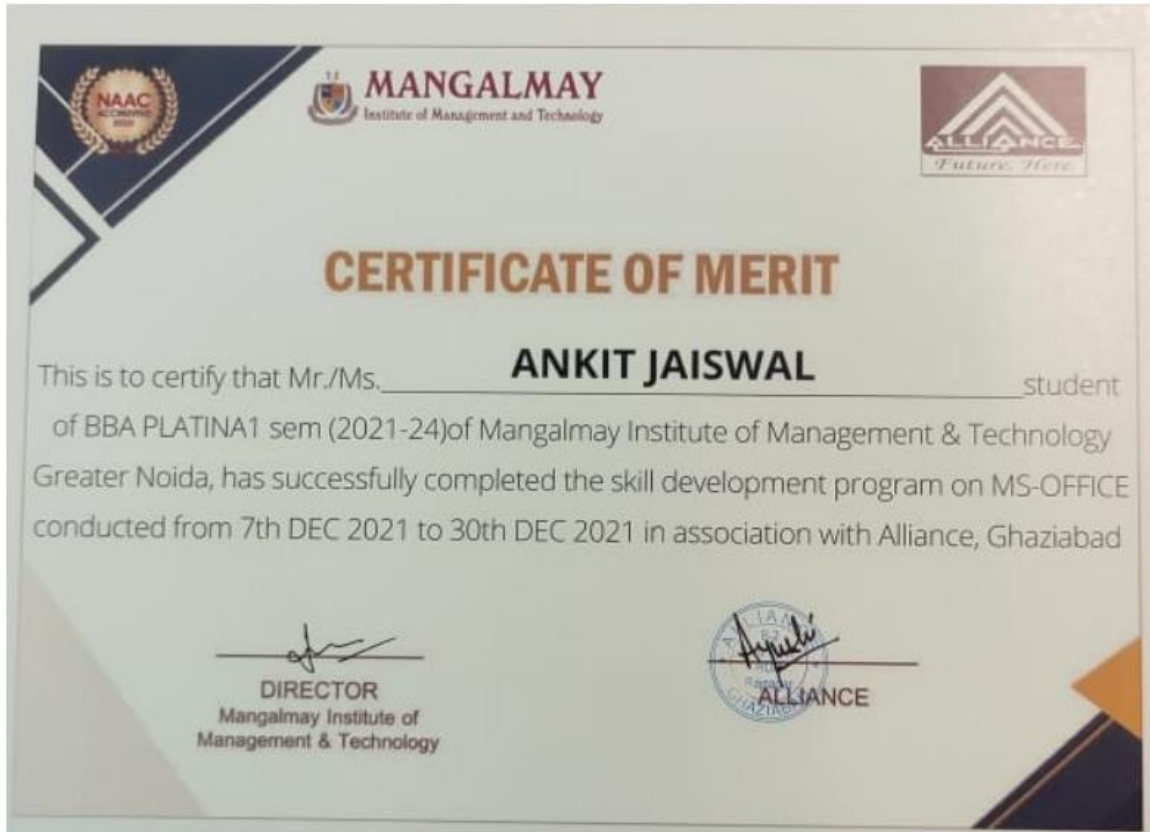 NAAC
ACCREDITED
MANGALMAY
Institute of Management and Technology
ALLIANCE
Future. Here.
CERTIFICATE OF MERIT
This is to certify that Mr./Ms. ANKIT JAISWAL student
of BBA PLATINA1 sem (2021-24)of Mangalmay Institute of Management & Technology
Greater Noida, has successfully completed the skill development program on MS-OFFICE
conducted from 7th DEC 2021 to 30th DEC 2021 in association with Alliance, Ghaziabad
DIRECTOR
Mangalmay Institute of
Management & Technology
Ayushi
ALLIANCE
GHAZIABAD